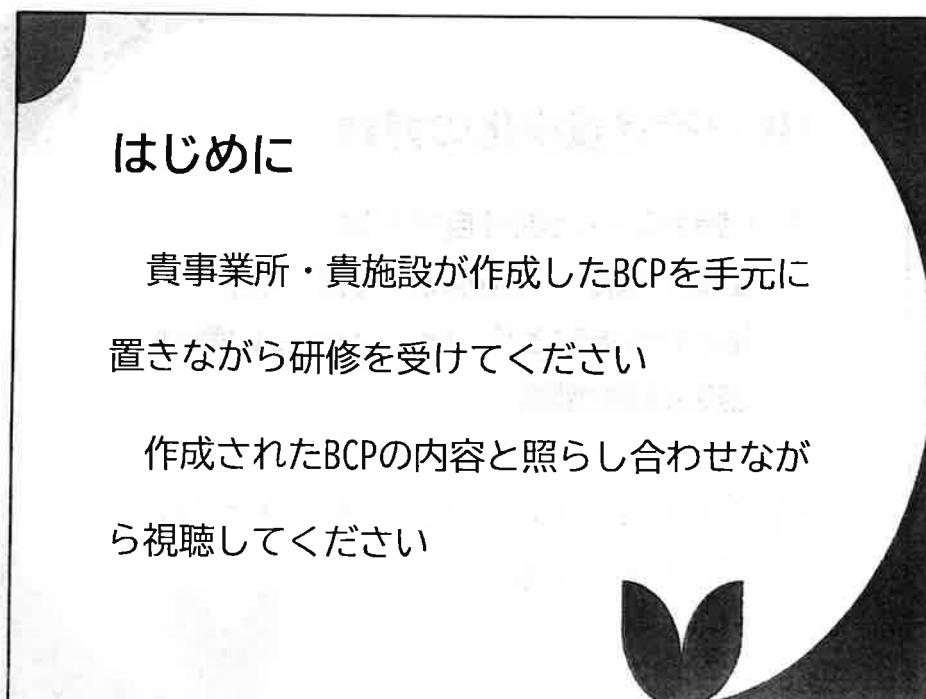 はじめに
貴事業所・貴施設が作成したBCPを手元に
置きながら研修を受けてください
作成されたBCPの内容と照らし合わせなが
ら視聴してください